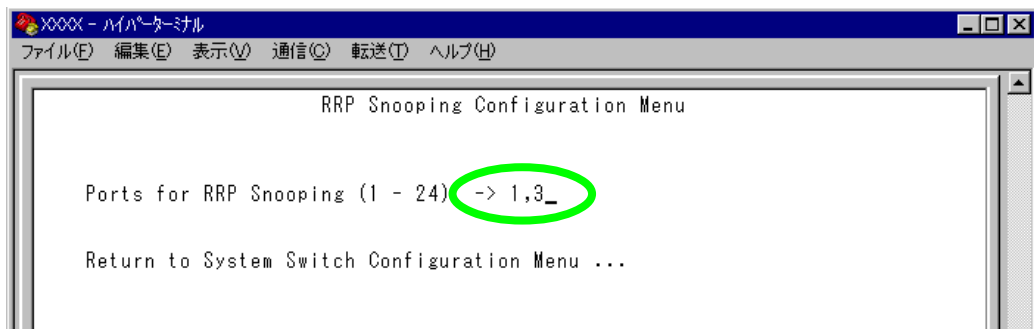 XXXX - ﾊｲﾊﾟｰﾀｰﾐﾅﾙ
ファイル(F) 編集(E) 表示(V) 通信(C) 転送(T) ヘルプ(H)
RRP Snooping Configuration Menu
Ports for RRP Snooping (1 - 24) -> 1,3_
Return to System Switch Configuration Menu ...